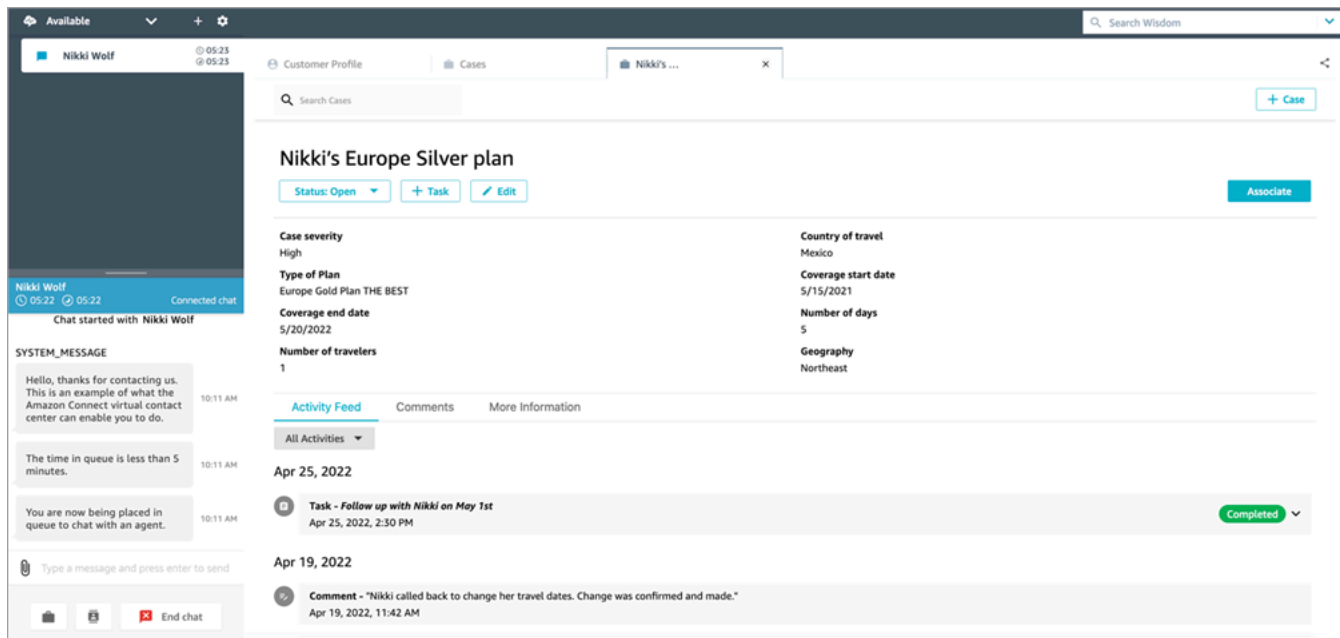 Available
Search Wisdom
Nikki Wolf
05:23
05:23
Customer Profile
Cases
Nikki's ...
Search Cases
+ Case
Nikki's Europe Silver plan
Status: Open
+ Task
Edit
Associate
Case severity
High
Country of travel
Mexico
Type of Plan
Europe Gold Plan THE BEST
Coverage start date
5/15/2021
Coverage end date
5/20/2022
Number of days
5
Number of travelers
1
Geography
Northeast
Nikki Wolf
05:22 05:22 Connected chat
Chat started with Nikki Wolf
SYSTEM_MESSAGE
Hello, thanks for contacting us.
This is an example of what the
Amazon Connect virtual contact
center can enable you to do.
10:11 AM
The time in queue is less than 5
minutes.
10:11 AM
You are now being placed in
queue to chat with an agent.
10:11 AM
Type a message and press enter to send
End chat
Activity Feed Comments More Information
All Activities
Apr 25, 2022
Task - Follow up with Nikki on May 1st
Apr 25, 2022, 2:30 PM
Completed
Apr 19, 2022
Comment - "Nikki called back to change her travel dates. Change was confirmed and made."
Apr 19, 2022, 11:42 AM